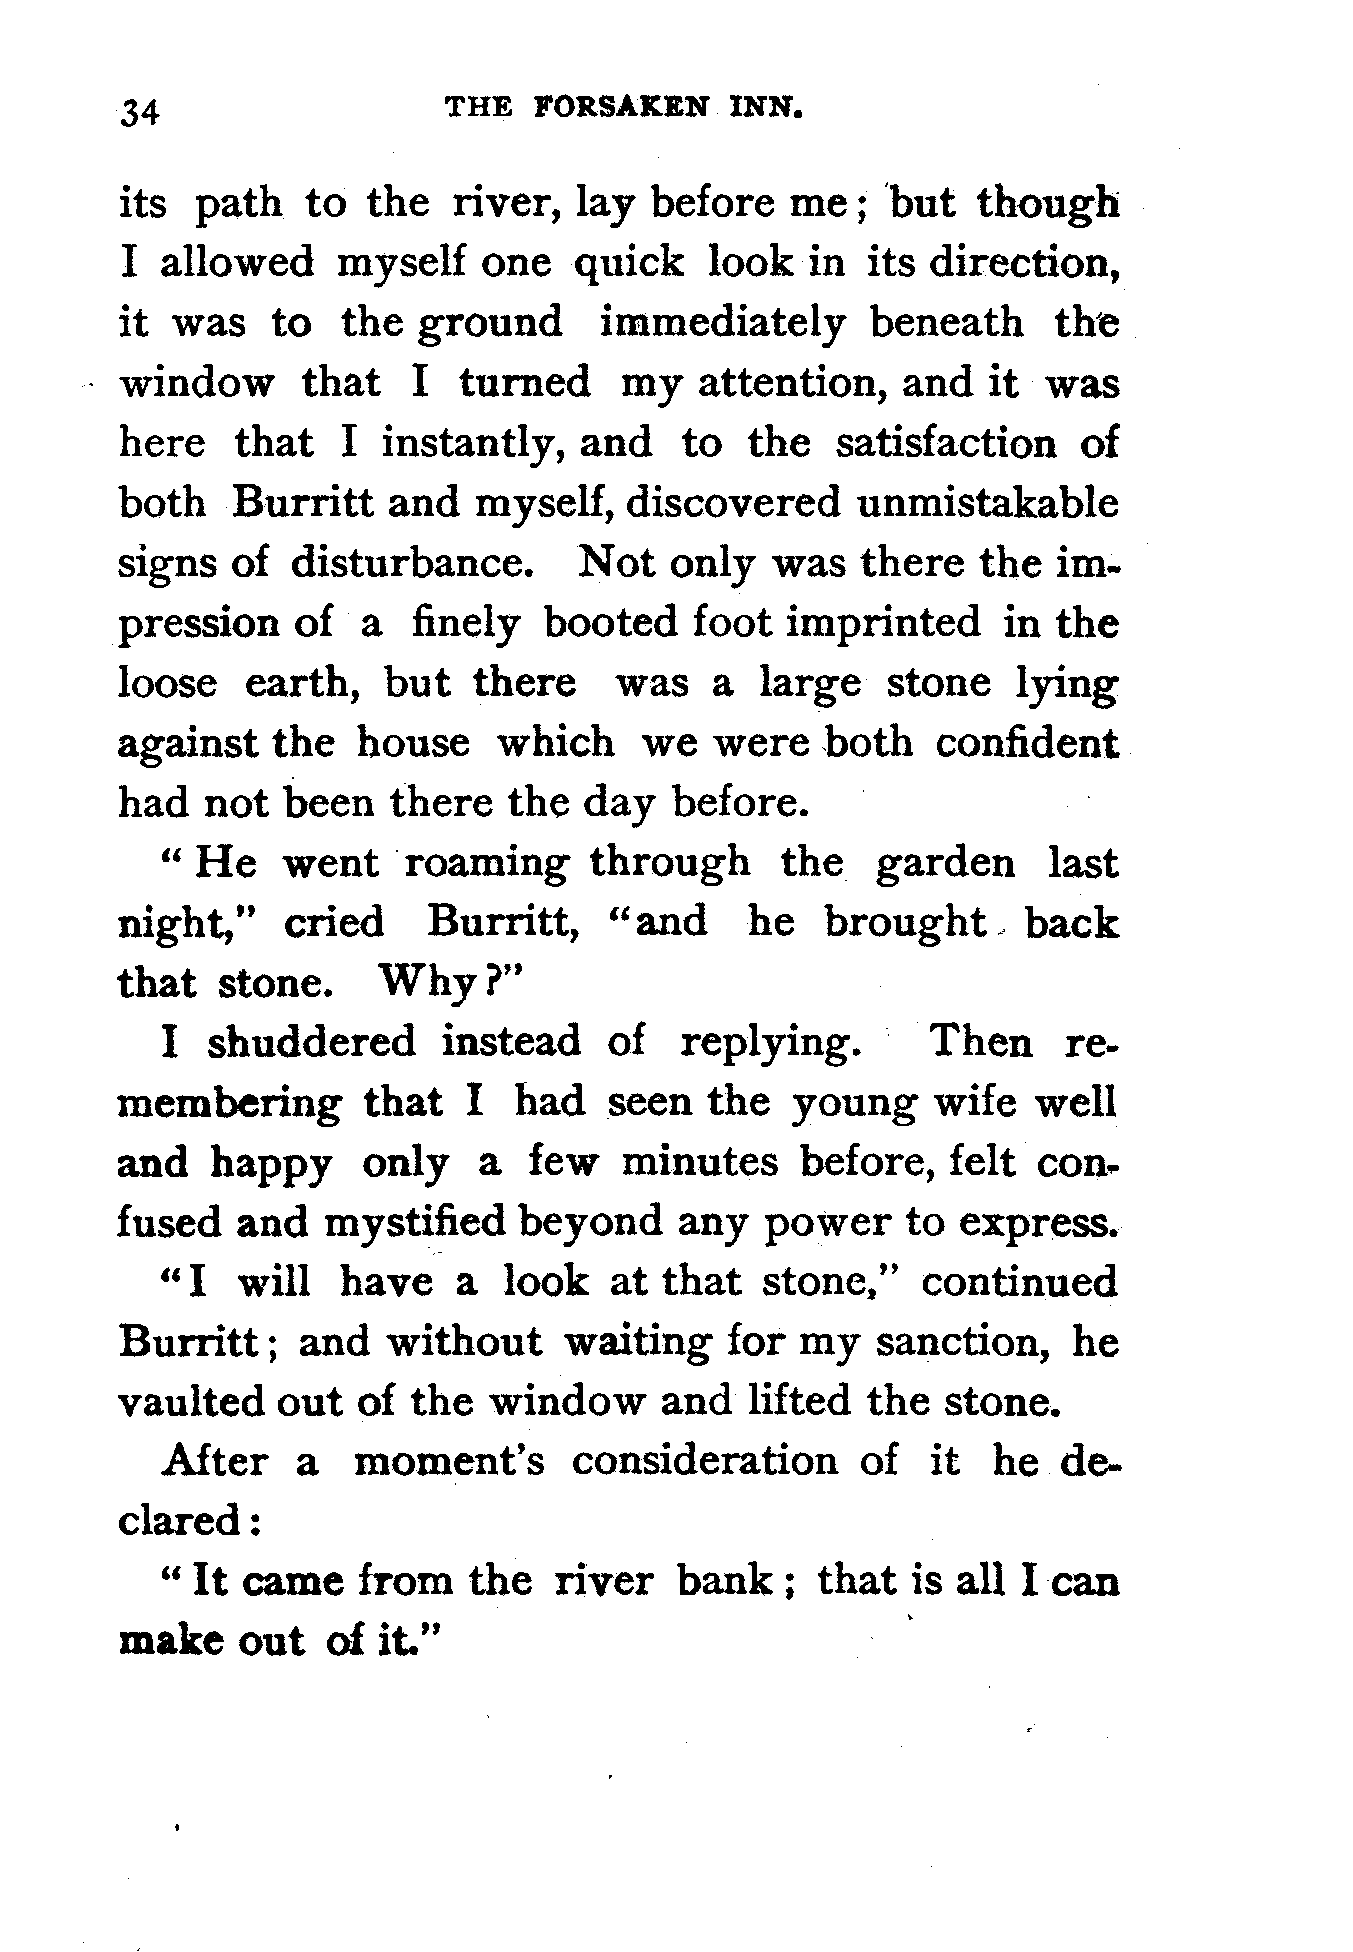 34 THE FORSAKEN INN.
its path to the river, lay before me; but though
I allowed myself one quick look in its direction,
it was to the ground immediately beneath the
window that I turned my attention, and it was
here that I instantly, and to the satisfaction of
both Burritt and myself, discovered unmistakable
signs of disturbance. Not only was there the im-
pression of a finely booted foot imprinted in the
loose earth, but there was a large stone lying
against the house which we were both confident
had not been there the day before.
“He went roaming through the garden last
night,” cried Burritt, “and he brought back
that stone. Why?”
I shuddered instead of replying. Then re-
membering that I had seen the young wife well
and happy only a few minutes before, felt con-
fused and mystified beyond any power to express.
“I will have a look at that stone,” continued
Burritt; and without waiting for my sanction, he
vaulted out of the window and lifted the stone.
After a moment's consideration of it he de-
clared:
“It came from the river bank; that is all I can
make out of it.”